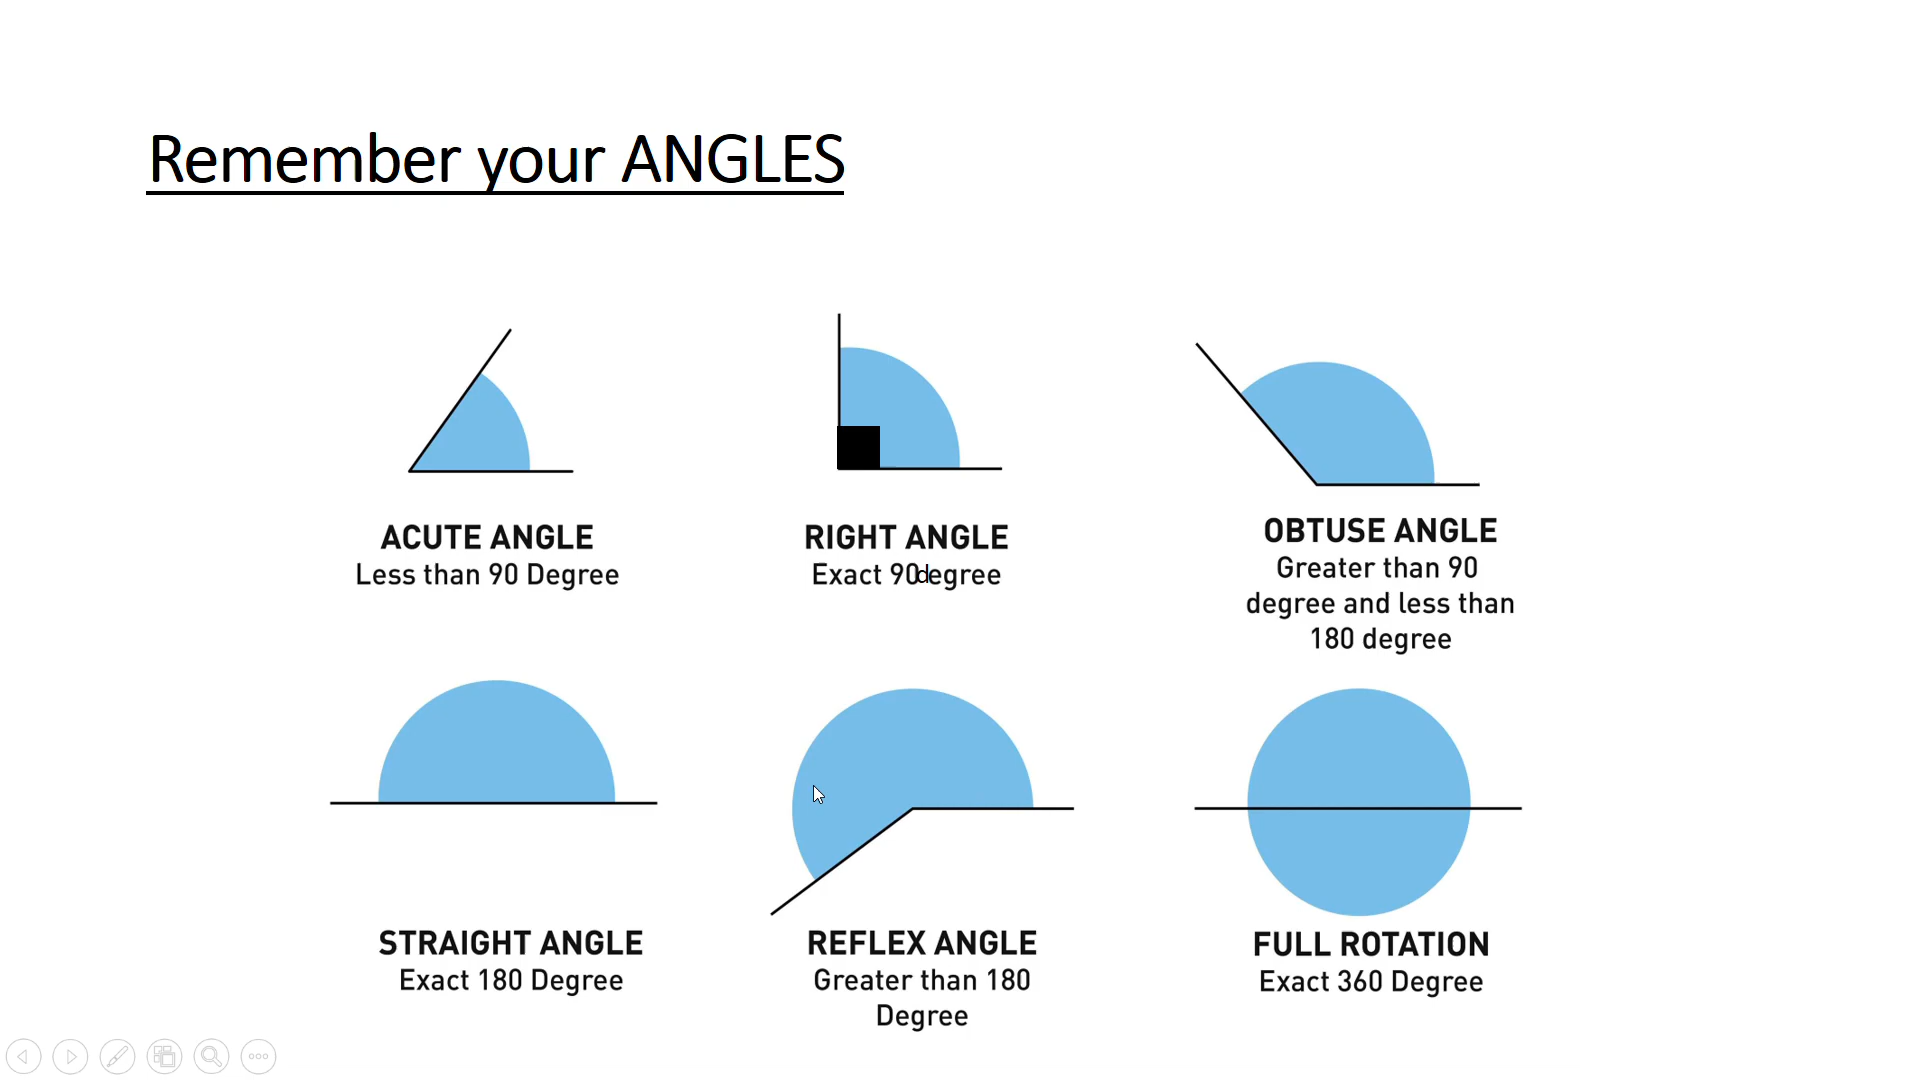 Remember your ANGLES
ACUTE ANGLE
Less than 90 Degree
RIGHT ANGLE
Exact 90degree
OBTUSE ANGLE
Greater than 90
degree and less than
180 degree
STRAIGHT ANGLE
Exact 180 Degree
REFLEX ANGLE
Greater than 180
Degree
FULL ROTATION
Exact 360 Degree